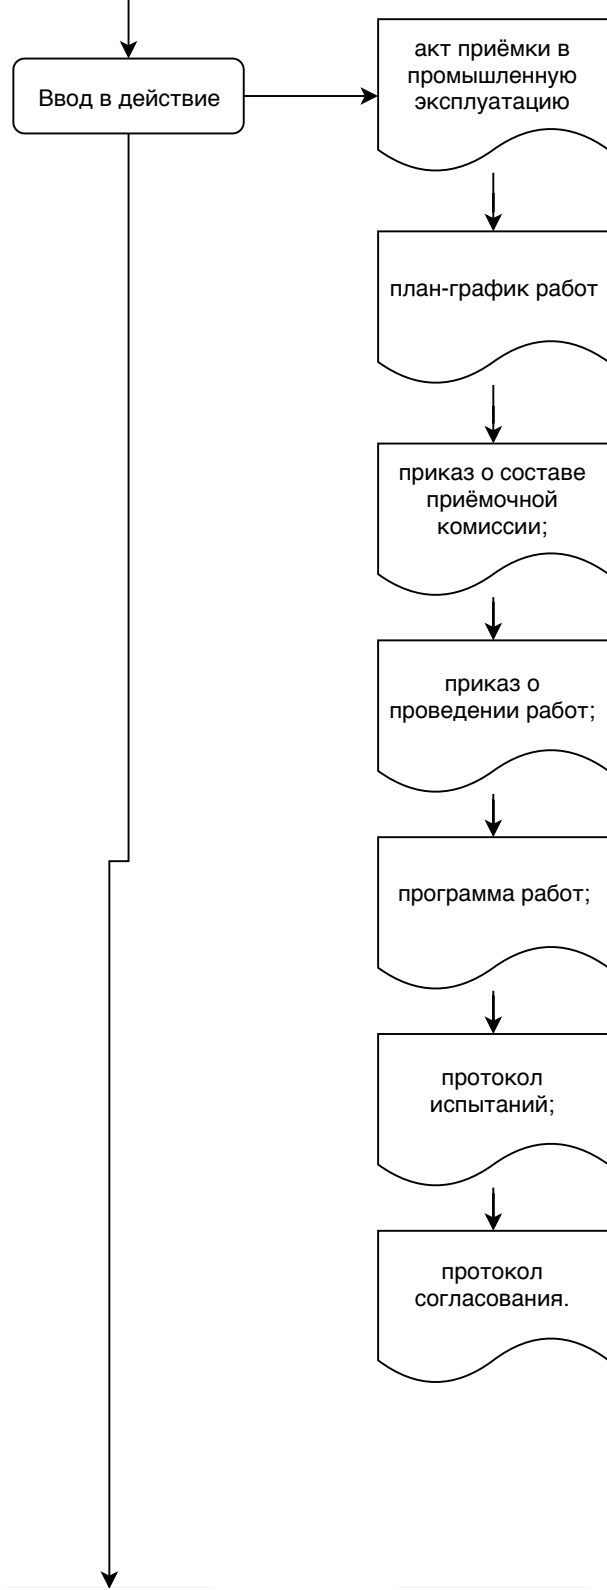 Ввод в действие
акт приёмки в
промышленную
эксплуатацию
план-график работ
приказ о составе
приёмочной
комиссии;
приказ о
проведении работ;
программа работ;
протокол
испытаний;
протокол
согласования.